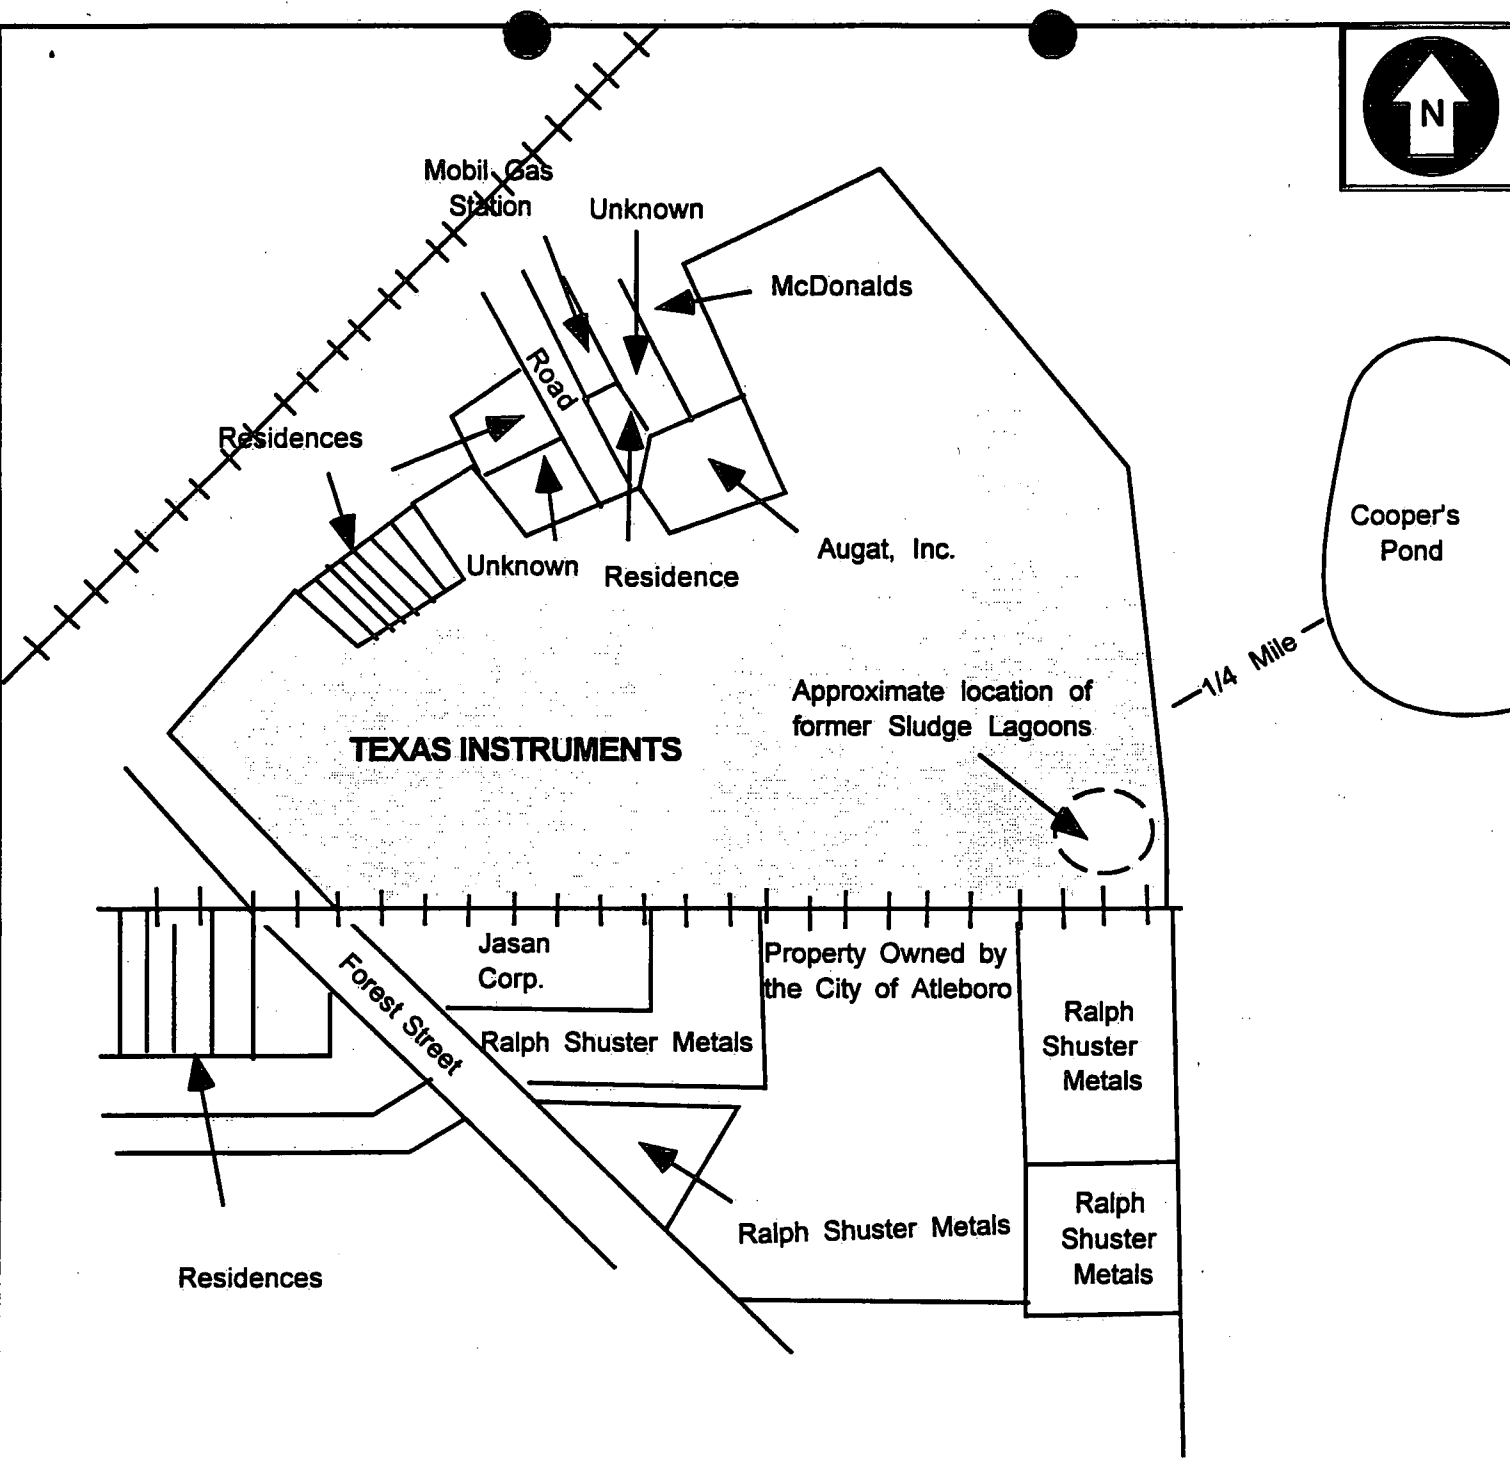 N
Mobil Gas
Station
Unknown
McDonalds
Road
Residences
Cooper's
Pond
Augat, Inc.
Unknown
Residence
1/4 Mile
Approximate location of
former Sludge Lagoons
TEXAS INSTRUMENTS
Jasan
Corp.
Property Owned by
the City of Atleboro
Forest Street
Ralph
Shuster
Metals
Ralph Shuster Metals
Ralph
Shuster
Metals
Ralph Shuster Metals
Residences